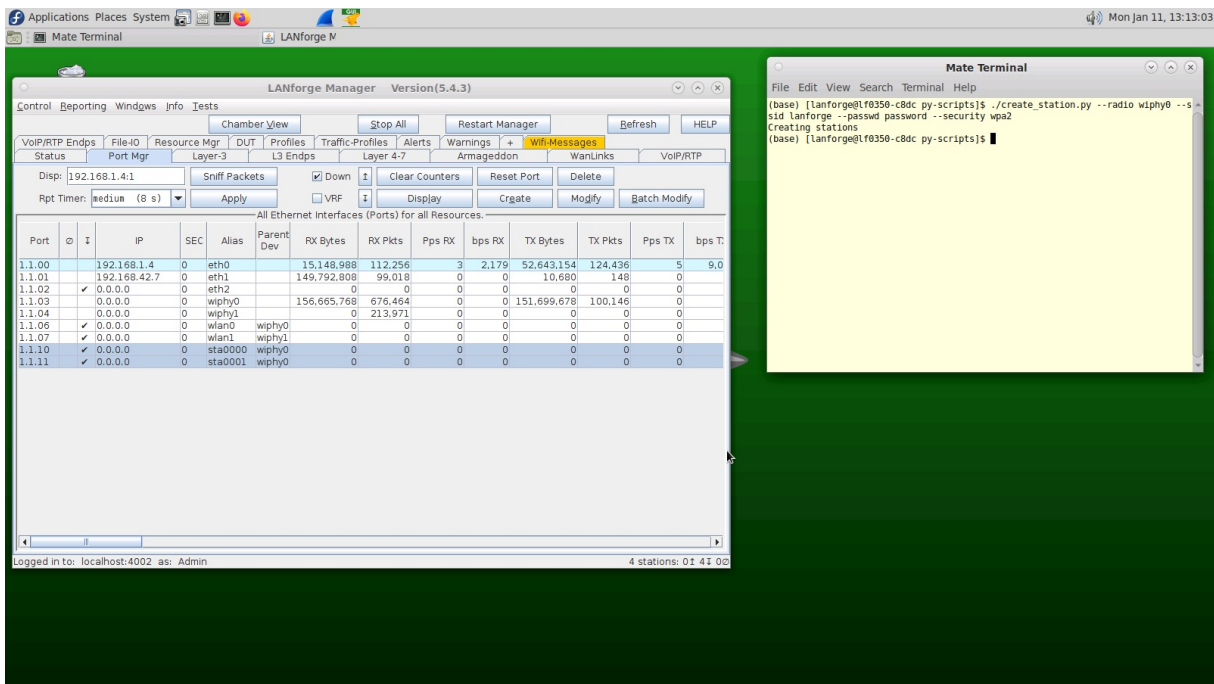 Applications Places System
Mon Jan 11, 13:13:03
Mate Terminal
LANforge M
LANforge Manager Version(5.4.3)
Control Reporting Windows Info Tests
Chamber View Stop All Restart Manager Refresh HELP
VoIP/RTP Endps File-IO Resource Mgr DUT Profiles Traffic-Profiles Alerts Warnings + Wifi-Messages
Status Port Mgr Layer-3 L3 Endps Layer 4-7 Armageddon WanLinks VoIP/RTP
Disp: 192.168.1.4:1 Sniff Packets Down ↥ Clear Counters Reset Port Delete
Rpt Timer: medium (8 s) Apply VRF ↧ Display Create Modify Batch Modify
All Ethernet Interfaces (Ports) for all Resources.
Port ∅ ↧ IP SEC Alias Parent Dev RX Bytes RX Pkts Pps RX bps RX TX Bytes TX Pkts Pps TX bps T
1.1.00 192.168.1.4 0 eth0 15,148,988 112,256 3 2,179 52,643,154 124,436 5 9,0
1.1.01 192.168.42.7 0 eth1 149,792,808 99,018 0 0 10,680 148 0
1.1.02 ✔ 0.0.0.0 0 eth2 0 0 0 0 0 0 0
1.1.03 0.0.0.0 0 wiphy0 156,665,768 676,464 0 0 151,699,678 100,146 0
1.1.04 0.0.0.0 0 wiphy1 0 213,971 0 0 0 0 0
1.1.06 ✔ 0.0.0.0 0 wlan0 wiphy0 0 0 0 0 0 0 0
1.1.07 ✔ 0.0.0.0 0 wlan1 wiphy1 0 0 0 0 0 0 0
1.1.10 ✔ 0.0.0.0 0 sta0000 wiphy0 0 0 0 0 0 0 0
1.1.11 ✔ 0.0.0.0 0 sta0001 wiphy0 0 0 0 0 0 0 0
Logged in to: localhost:4002 as: Admin
4 stations: 0↥ 4↧ 0∅
Mate Terminal
File Edit View Search Terminal Help
(base) [lanforge@lf0350-c8dc py-scripts]$ ./create_station.py --radio wiphy0 --s
sid lanforge --passwd password --security wpa2
Creating stations
(base) [lanforge@lf0350-c8dc py-scripts]$